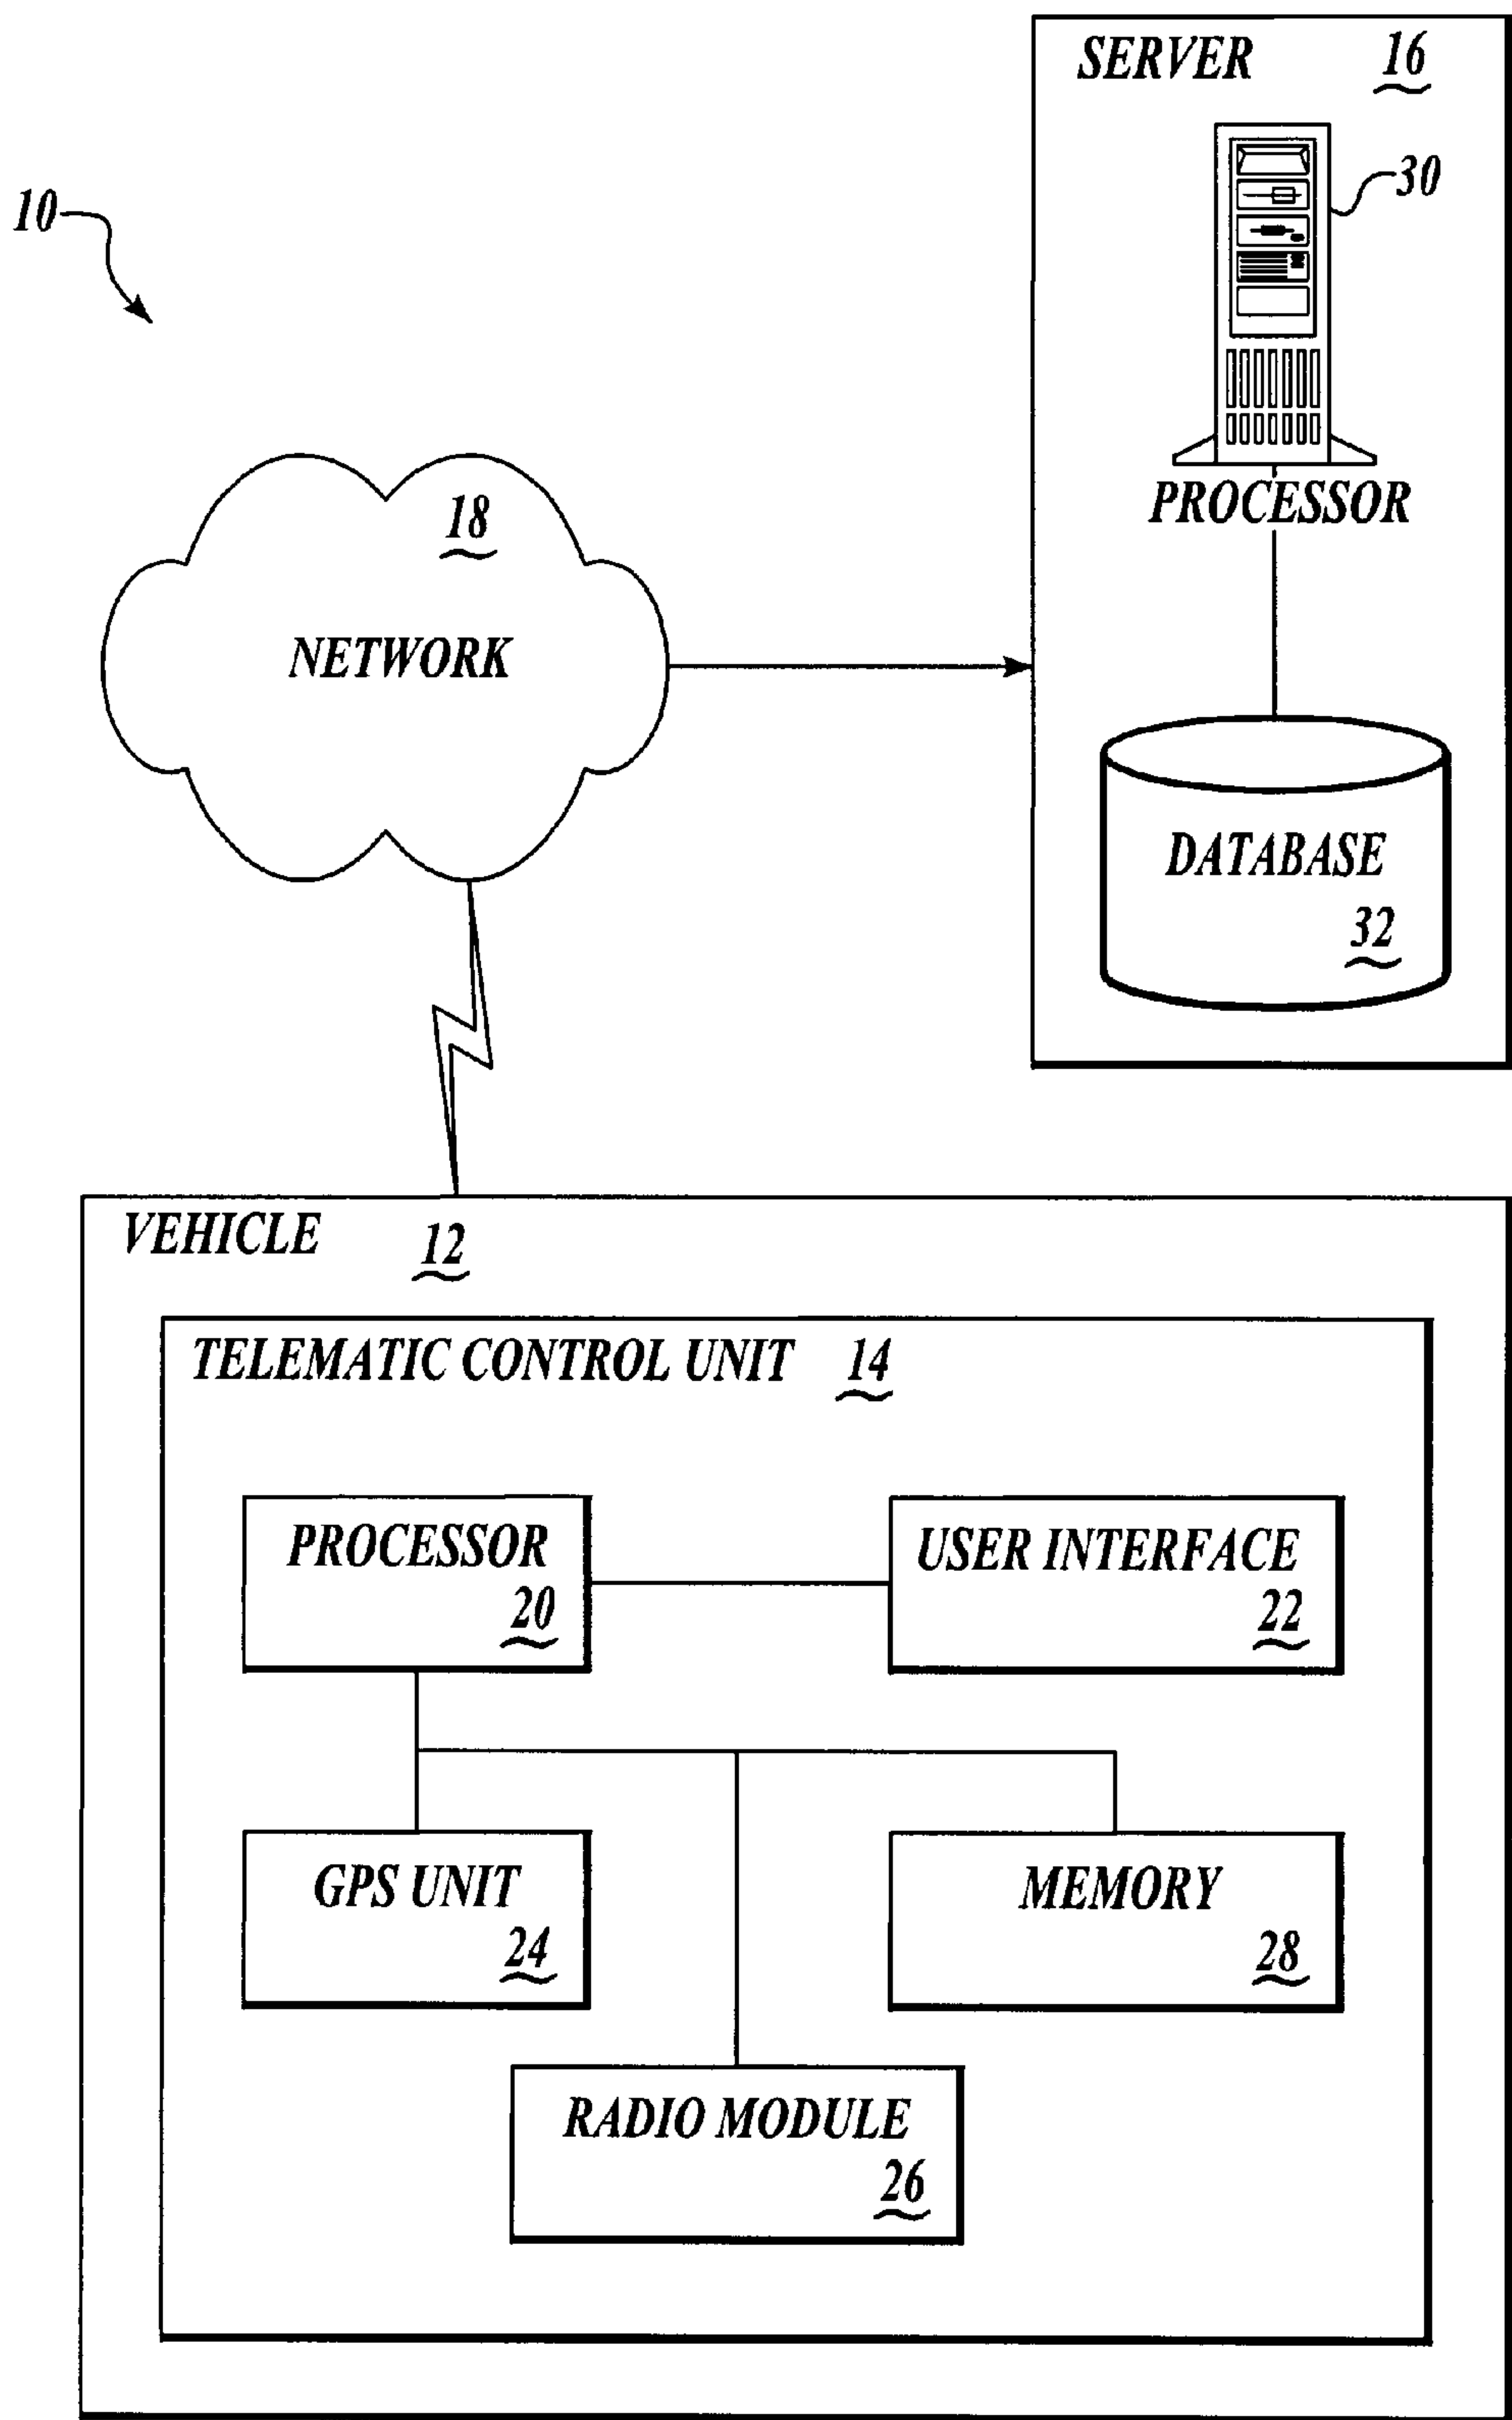 SERVER 16
30
10
PROCESSOR
18
NETWORK
DATABASE
32
VEHICLE 12
TELEMATIC CONTROL UNIT 14
PROCESSOR
20
USER INTERFACE
22
GPS UNIT
24
MEMORY
28
RADIO MODULE
26